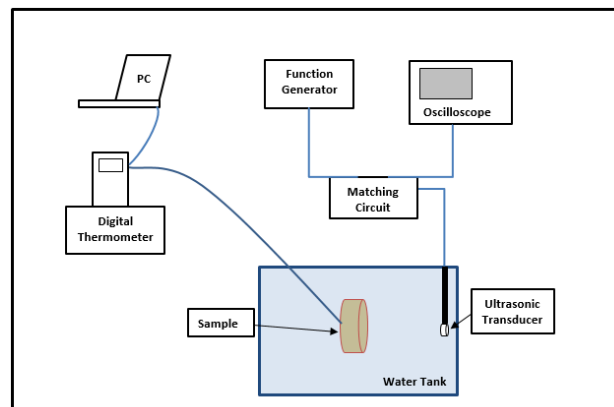 PC
Function
Generator
Oscilloscope
Matching
Circuit
Digital
Thermometer
Sample
Ultrasonic
Transducer
Water Tank